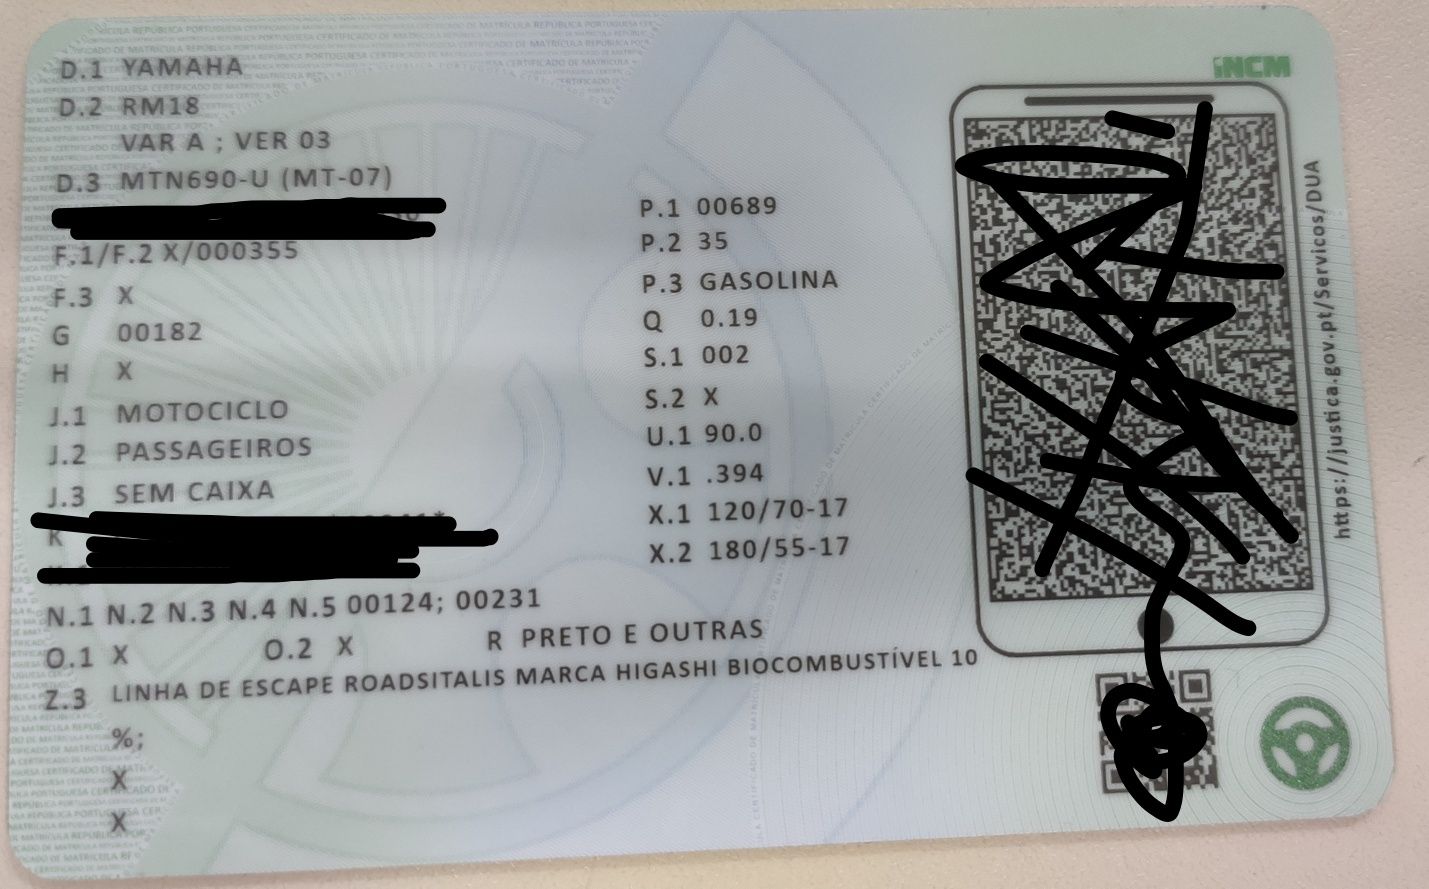 D.1 YAMAHA
D.2 RM18
VAR A ; VER 03
D.3 MTN690-U (MT-07)
F.1/F.2 X/000355
F.3 X
G 00182
H X
J.1 MOTOCICLO
J.2 PASSAGEIROS
J.3 SEM CAIXA
K
N.1 N.2 N.3 N.4 N.5 00124; 00231
O.1 X O.2 X R PRETO E OUTRAS
Z.3 LINHA DE ESCAPE ROADSITALIS MARCA HIGASHI BIOCOMBUSTÍVEL 10
%;
X
X
P.1 00689
P.2 35
P.3 GASOLINA
Q 0.19
S.1 002
S.2 X
U.1 90.0
V.1 .394
X.1 120/70-17
X.2 180/55-17
INCM
https://justica.gov.pt/Servicos/DUA